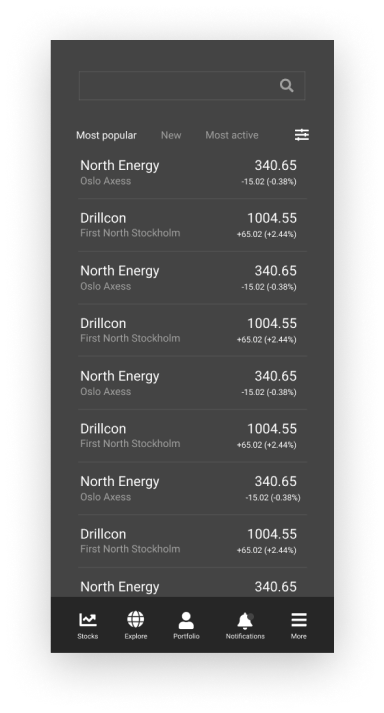 Most popular New Most active
North Energy 340.65
Oslo Axess -15.02 (-0.38%)
Drillcon 1004.55
First North Stockholm +65.02 (+2.44%)
North Energy 340.65
Oslo Axess -15.02 (-0.38%)
Drillcon 1004.55
First North Stockholm +65.02 (+2.44%)
North Energy 340.65
Oslo Axess -15.02 (-0.38%)
Drillcon 1004.55
First North Stockholm +65.02 (+2.44%)
North Energy 340.65
Oslo Axess -15.02 (-0.38%)
Drillcon 1004.55
First North Stockholm +65.02 (+2.44%)
North Energy 340.65
Stocks Explore Portfolio Notifications More